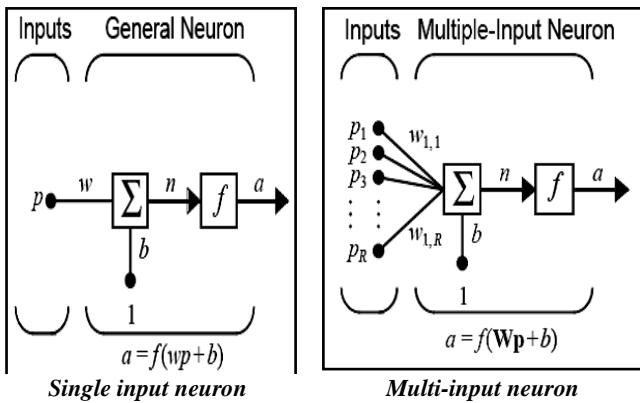 Inputs General Neuron
p w Σ n f a
b
1
a = f(wp+b)
Single input neuron
Inputs Multiple-Input Neuron
p1 w1,1
p2
p3 Σ n f a
b
pR w1,R
1
a = f(Wp+b)
Multi-input neuron